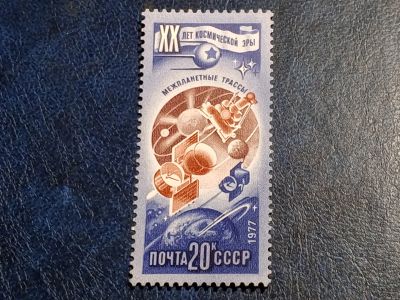 XX ЛЕТ КОСМИЧЕСКОЙ ЭРЫ
МЕЖПЛАНЕТНЫЕ ТРАССЫ
1977
ПОЧТА 20К СССР